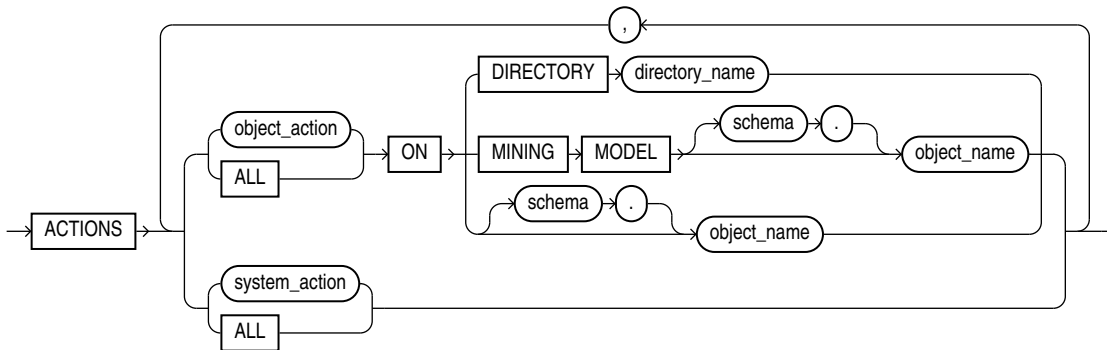 ,
DIRECTORY directory_name
object_action
ALL
ON
MINING MODEL schema . object_name
schema . object_name
ACTIONS
system_action
ALL